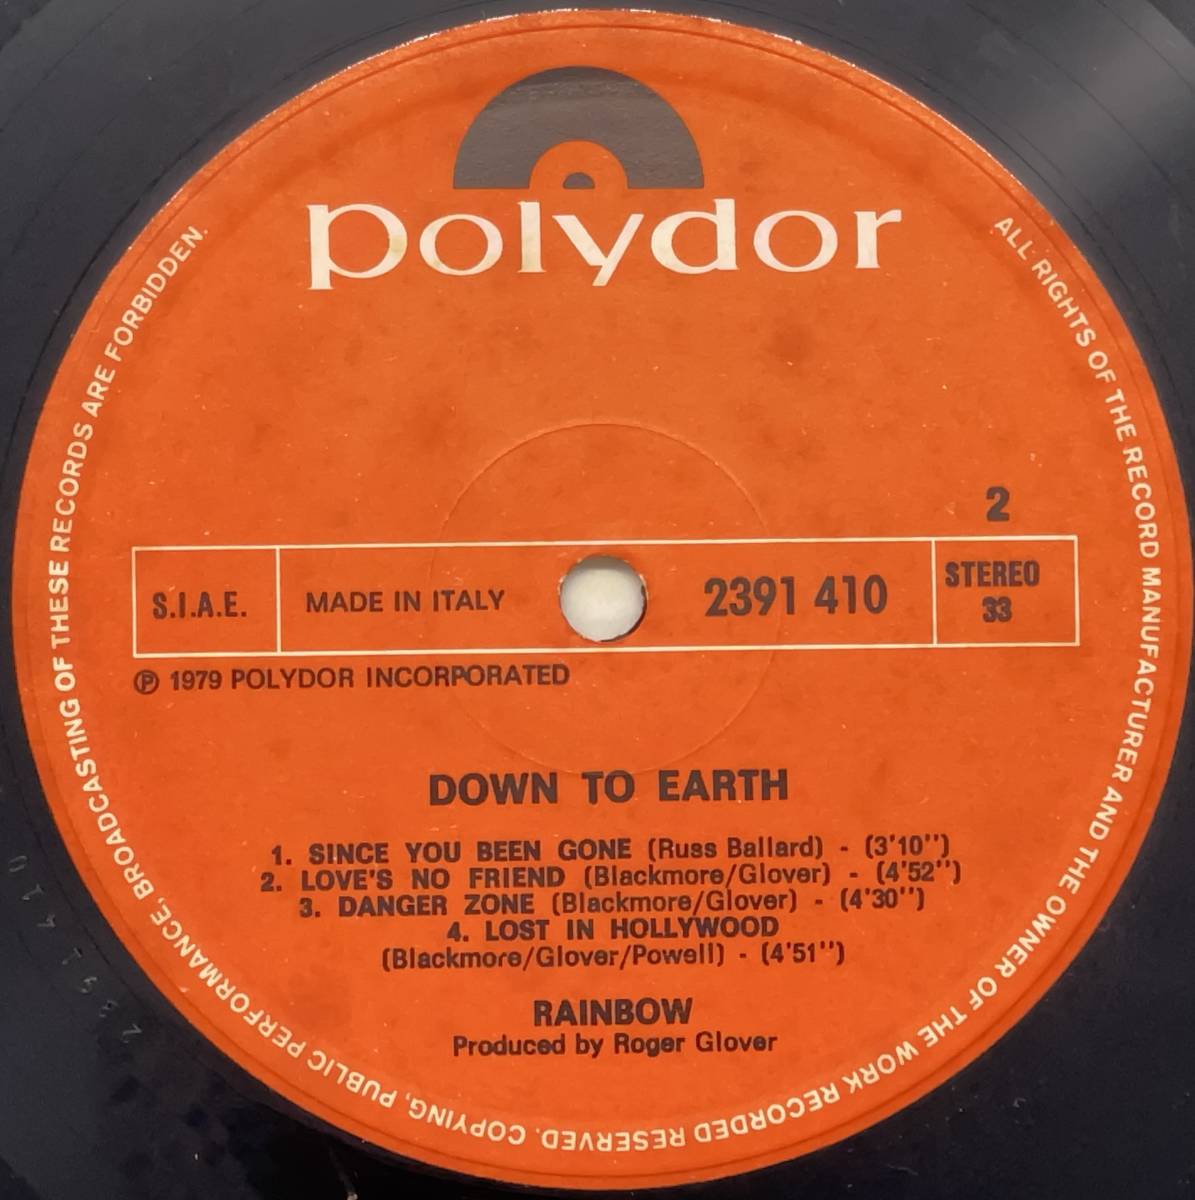 polydor
ALL RIGHTS OF THE RECORD MANUFACTURER AND THE OWNER OF THE WORK RECORDED RESERVED. COPYING, PUBLIC PERFORMANCE, BROADCASTING OF THESE RECORDS ARE FORBIDDEN.
2
S.I.A.E. MADE IN ITALY 2391 410 STEREO
33
℗ 1979 POLYDOR INCORPORATED
DOWN TO EARTH
1. SINCE YOU BEEN GONE (Russ Ballard) - (3'10'')
2. LOVE'S NO FRIEND (Blackmore/Glover) - (4'52'')
3. DANGER ZONE (Blackmore/Glover) - (4'30'')
4. LOST IN HOLLYWOOD
(Blackmore/Glover/Powell) - (4'51'')
RAINBOW
Produced by Roger Glover
2391410